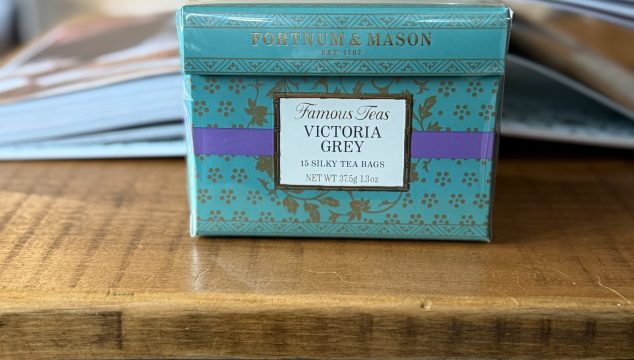 FORTNUM & MASON
EST 1707
Famous Teas
VICTORIA
GREY
15 SILKY TEA BAGS
NET WT 37.5g 1.3oz